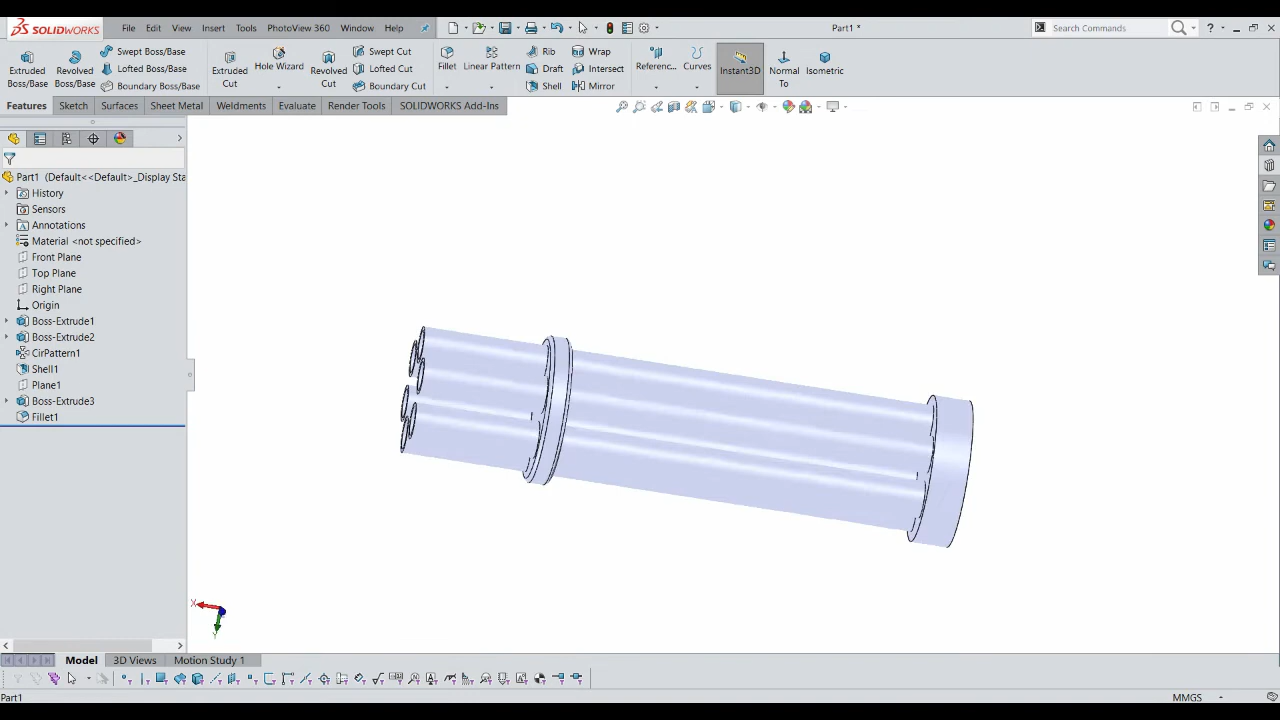 SOLIDWORKS File Edit View Insert Tools PhotoView 360 Window Help Part1 * Search Commands ?
Extruded Boss/Base Revolved Boss/Base Swept Boss/Base Lofted Boss/Base Boundary Boss/Base Extruded Cut Hole Wizard Revolved Cut Swept Cut Lofted Cut Boundary Cut Fillet Linear Pattern Rib Draft Shell Wrap Intersect Mirror Referenc... Curves Instant3D Normal To Isometric
Features Sketch Surfaces Sheet Metal Weldments Evaluate Render Tools SOLIDWORKS Add-Ins
Part1 (Default<<Default>_Display Sta
History
Sensors
Annotations
Material <not specified>
Front Plane
Top Plane
Right Plane
Origin
Boss-Extrude1
Boss-Extrude2
CirPattern1
Shell1
Plane1
Boss-Extrude3
Fillet1
X
Y
Model 3D Views Motion Study 1
Part1 MMGS